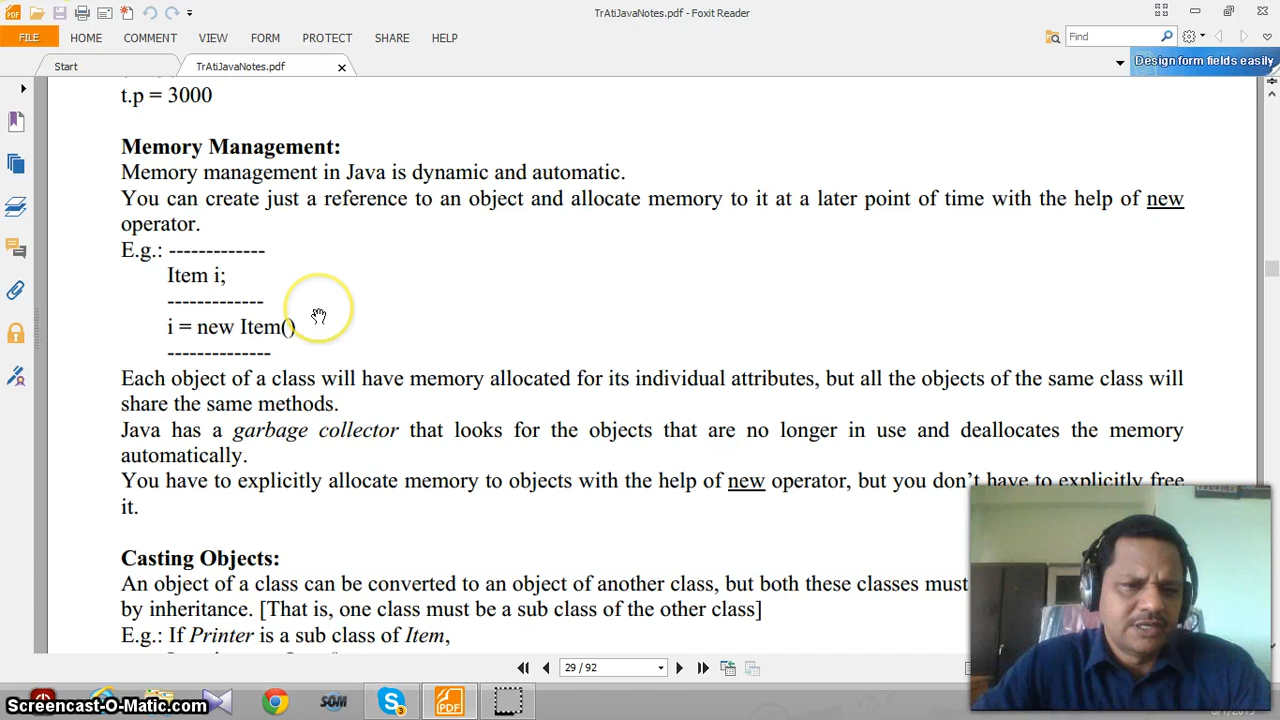 TrAtiJavaNotes.pdf - Foxit Reader
FILE HOME COMMENT VIEW FORM PROTECT SHARE HELP
Find
Start TrAtiJavaNotes.pdf
Design form fields easily
t.p = 3000
Memory Management:
Memory management in Java is dynamic and automatic.
You can create just a reference to an object and allocate memory to it at a later point of time with the help of new
operator.
E.g.: -------------
Item i;
-------------
i = new Item()
--------------
Each object of a class will have memory allocated for its individual attributes, but all the objects of the same class will
share the same methods.
Java has a garbage collector that looks for the objects that are no longer in use and deallocates the memory
automatically.
You have to explicitly allocate memory to objects with the help of new operator, but you don't have to explicitly free
it.
Casting Objects:
An object of a class can be converted to an object of another class, but both these classes must
by inheritance. [That is, one class must be a sub class of the other class]
E.g.: If Printer is a sub class of Item,
29 / 92
SOM
PDF
Screencast-O-Matic.com